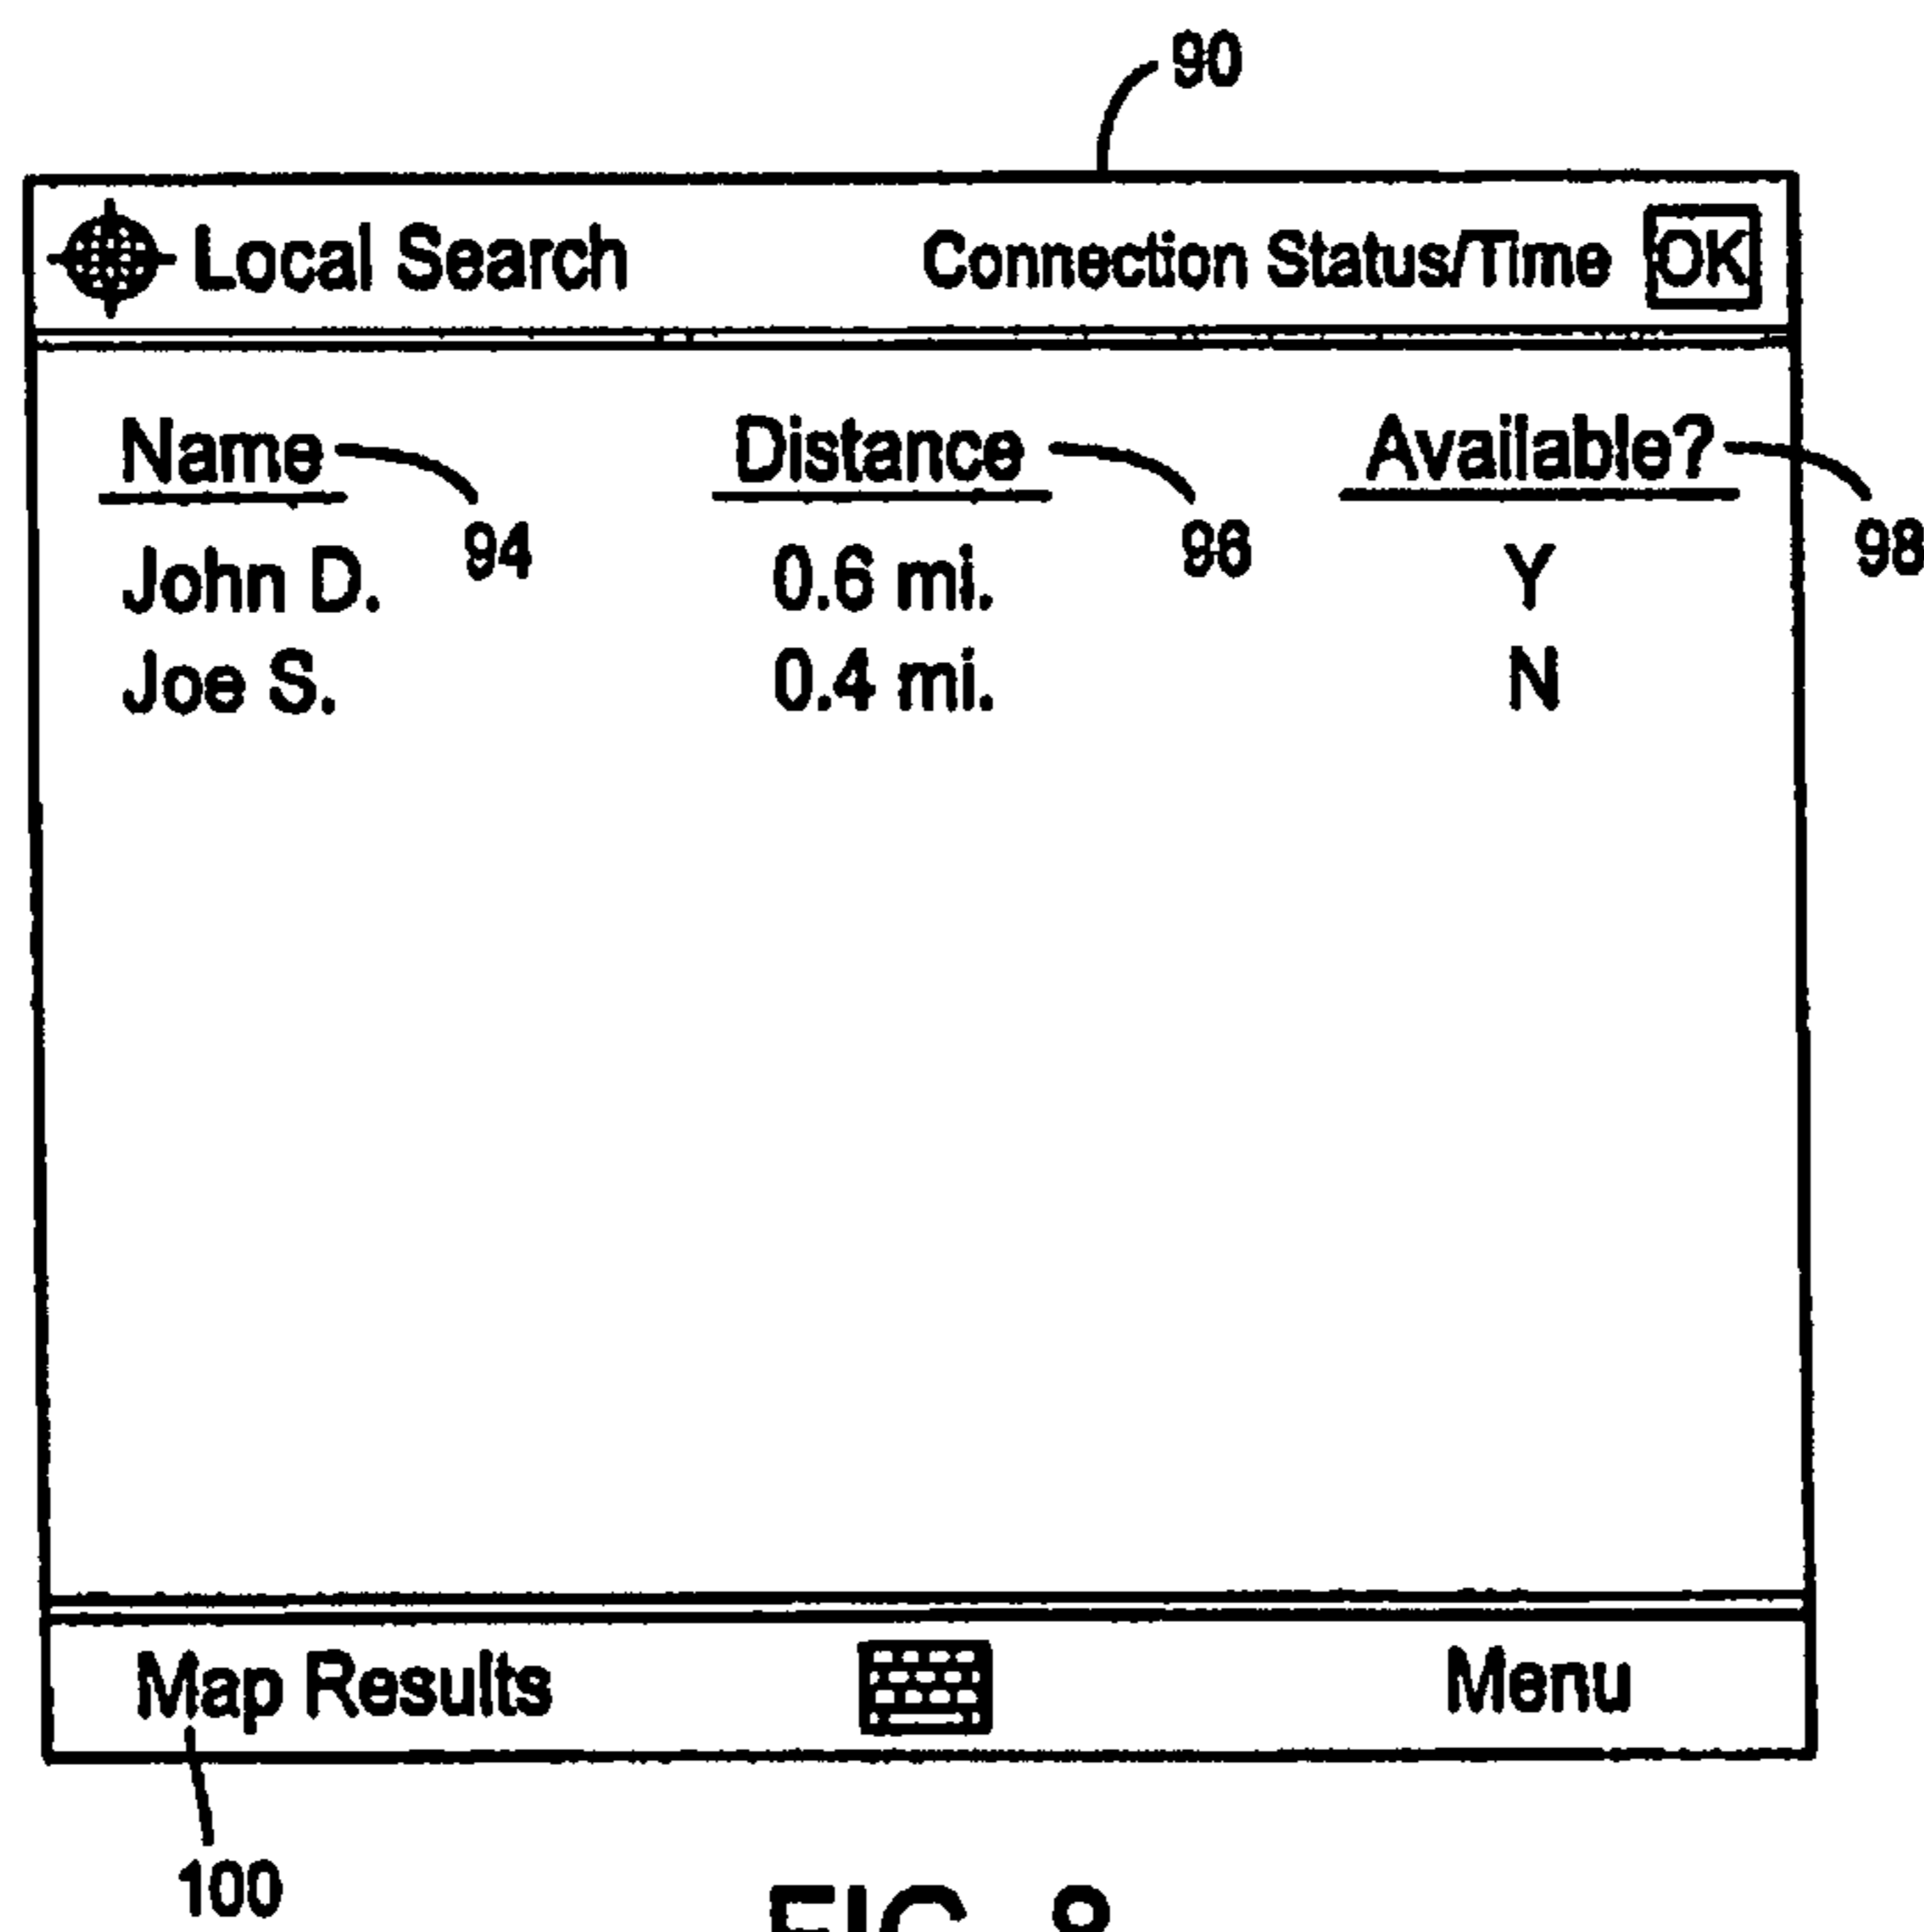 90
Local Search Connection Status/Time OK
Name Distance Available?
94 96 98
John D. 0.6 mi. Y
Joe S. 0.4 mi. N
Map Results Menu
100